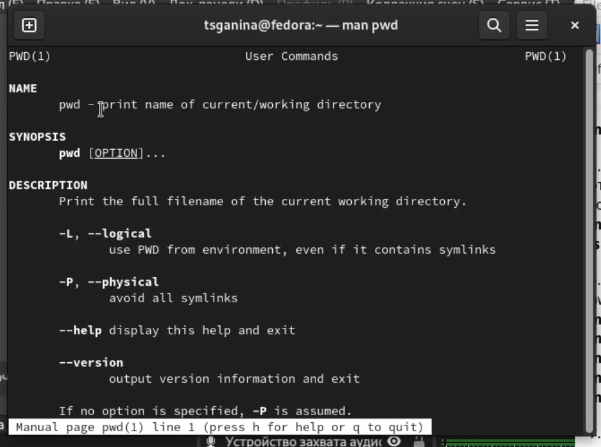 tsganina@fedora:~ — man pwd
PWD(1) User Commands PWD(1)
NAME
pwd - print name of current/working directory
SYNOPSIS
pwd [OPTION]...
DESCRIPTION
Print the full filename of the current working directory.
-L, --logical
use PWD from environment, even if it contains symlinks
-P, --physical
avoid all symlinks
--help display this help and exit
--version
output version information and exit
If no option is specified, -P is assumed.
Manual page pwd(1) line 1 (press h for help or q to quit)
Устройство захвата аудио